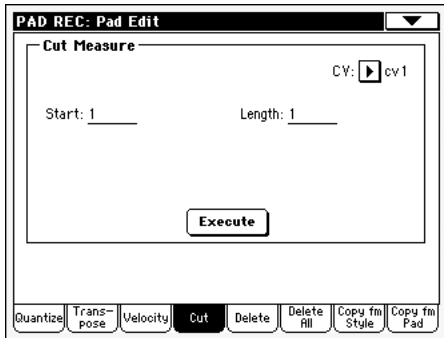 PAD REC: Pad Edit
Cut Measure
CV: cv1
Start: 1 Length: 1
Execute
Quantize Trans-pose Velocity Cut Delete Delete All Copy fm Style Copy fm Pad